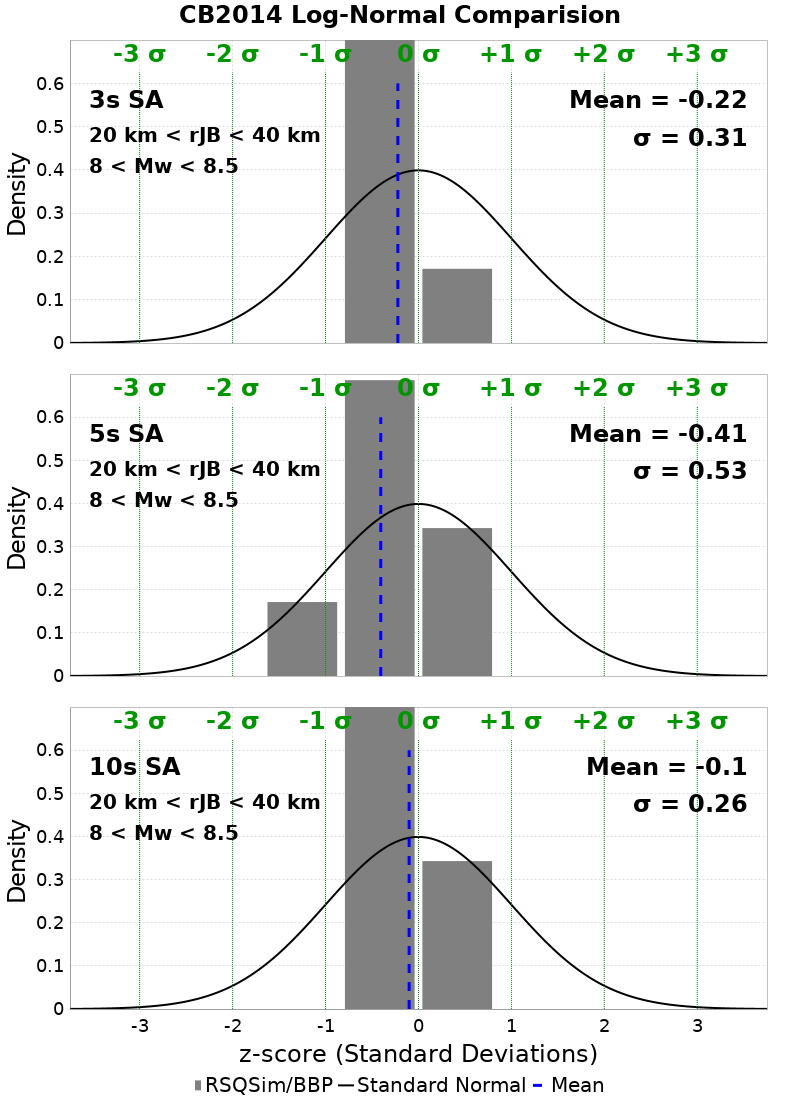 CB2014 Log-Normal Comparision
-3 σ -2 σ -1 σ 0 σ +1 σ +2 σ +3 σ
3s SA
20 km < rJB < 40 km
8 < Mw < 8.5
Mean = -0.22
σ = 0.31
0.6
0.5
0.4
0.3
0.2
0.1
0
Density
-3 σ -2 σ -1 σ 0 σ +1 σ +2 σ +3 σ
5s SA
20 km < rJB < 40 km
8 < Mw < 8.5
Mean = -0.41
σ = 0.53
0.6
0.5
0.4
0.3
0.2
0.1
0
Density
-3 σ -2 σ -1 σ 0 σ +1 σ +2 σ +3 σ
10s SA
20 km < rJB < 40 km
8 < Mw < 8.5
Mean = -0.1
σ = 0.26
0.6
0.5
0.4
0.3
0.2
0.1
0
Density
-3 -2 -1 0 1 2 3
z-score (Standard Deviations)
RSQSim/BBP Standard Normal Mean